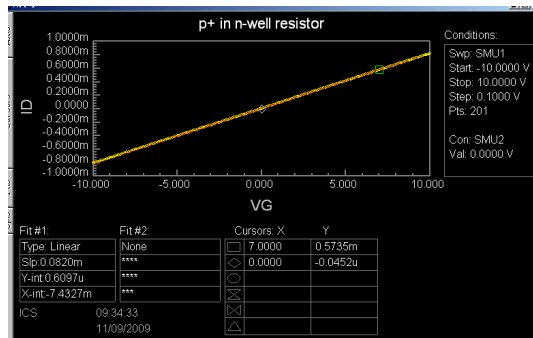 p+ in n-well resistor
Conditions:
1.0000m
0.8000m
0.6000m
0.4000m
0.2000m
0.0000
-0.2000m
-0.4000m
-0.6000m
-0.8000m
-1.0000m
ID
-10.000
-5.000
0.000
5.000
10.000
VG
Swp: SMU1
Start: -10.0000 V
Stop: 10.0000 V
Step: 0.1000 V
Pts: 201
Con: SMU2
Val: 0.0000 V
Fit #1:
Fit #2:
Cursors: X Y
Type: Linear
None
7.0000 0.5735m
Slp:0.0820m
****
0.0000 -0.0452u
Y-int:0.6097u
****
X-int:-7.4327m
***
ICS 09:34:33
11/09/2009